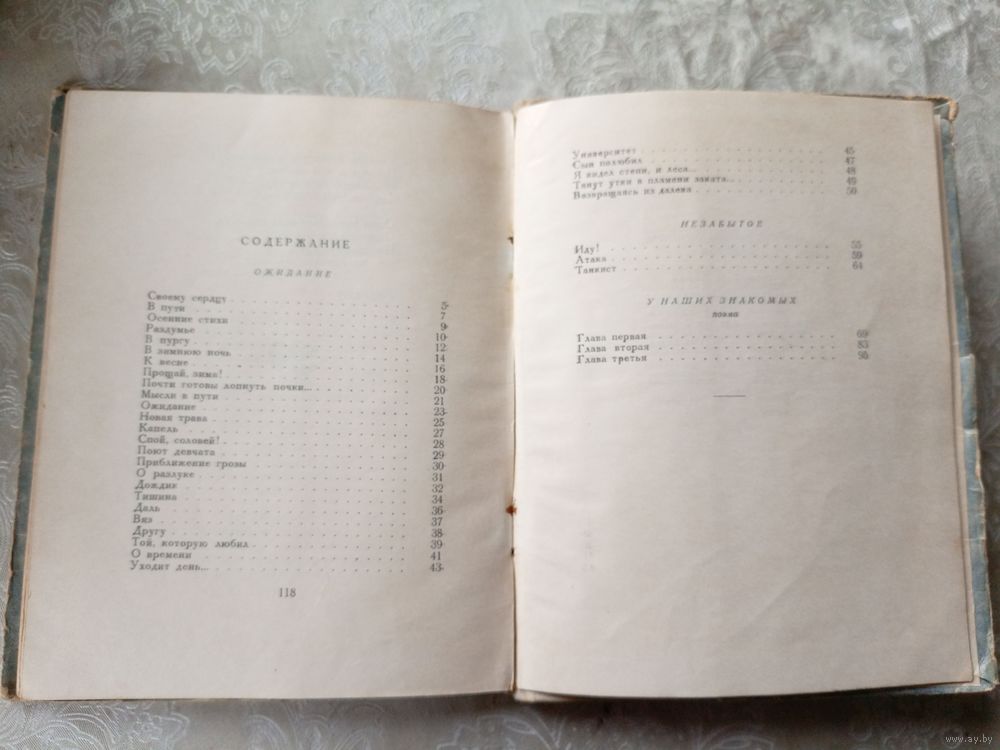 СОДЕРЖАНИЕ
ОЖИДАНИЕ
Своему сердцу 5
В пути 7
Осенние стихи 9
Раздумье 10
В пургу 12
В зимнюю ночь 14
К весне 16
Прощай, зима! 18
Почти готовы лопнуть почки... 20
Мысли в пути 21
Ожидание 23
Новая трава 25
Капель 27
Спой, соловей! 28
Поют девчата 29
Приближение грозы 30
О разлуке 31
Дождик 32
Тишина 34
Даль 36
Вяз 37
Другу 38
Той, которую любил 39
О времени 41
Уходит день... 43
118
Университет 45
Сын полюбил 47
Я видел степи, и леса... 48
Тянут утки в пламени заката... 49
Возвращаясь из далека 50
НЕЗАБЫТОЕ
Иду! 55
Атака 59
Танкист 64
У НАШИХ ЗНАКОМЫХ
поэма
Глава первая 69
Глава вторая 83
Глава третья 95
www.ay.by